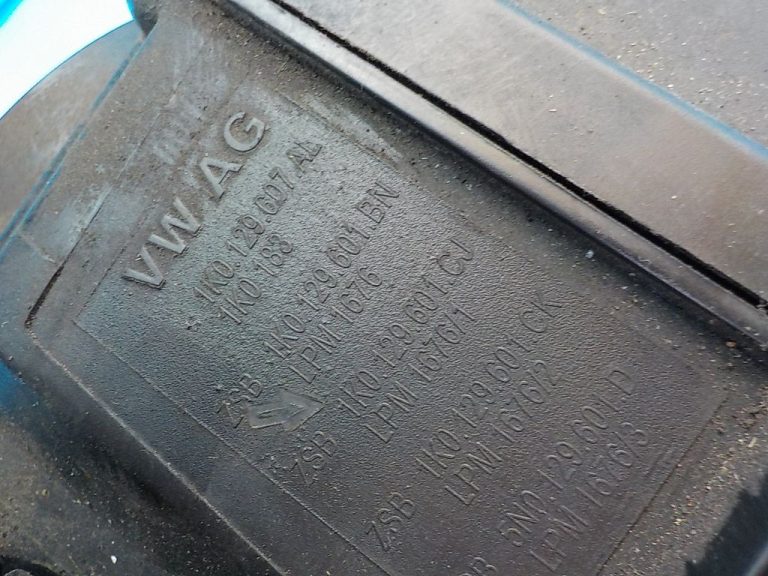 VW AG
1K0.129.607.AL
1K0 183
ZSB 1K0.129.601.BN
LPM 1676
ZSB 1K0.129.601.CJ
LPM 1676/1
ZSB 1K0.129.601.CK
LPM 1676/2
5N0.129.601.D
LPM 1676/3